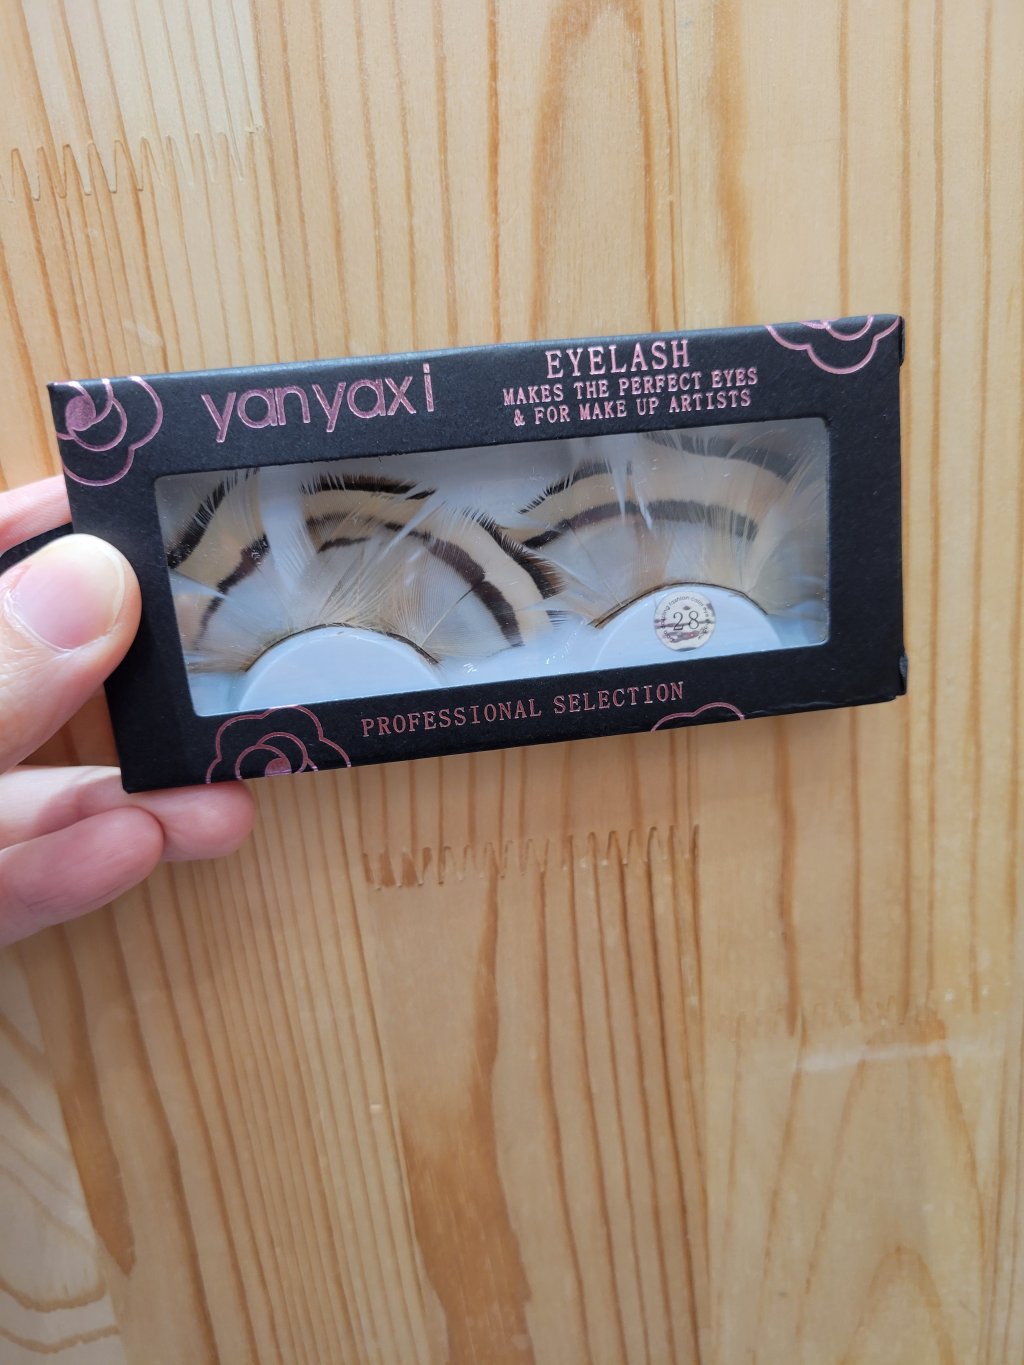 yanyaxi
EYELASH
MAKES THE PERFECT EYES
& FOR MAKE UP ARTISTS
28
PROFESSIONAL SELECTION